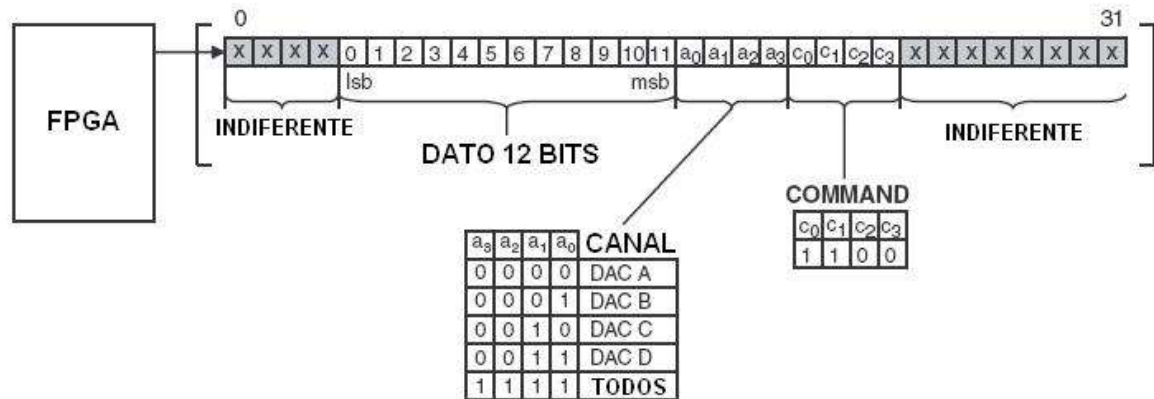 0 31
X X X X 0 1 2 3 4 5 6 7 8 9 10 11 a0 a1 a2 a3 c0 c1 c2 c3 X X X X X X X X
lsb msb
FPGA
INDIFERENTE
DATO 12 BITS
INDIFERENTE
COMMAND
c0 c1 c2 c3
1 1 0 0
a3 a2 a1 a0 CANAL
0 0 0 0 DAC A
0 0 0 1 DAC B
0 0 1 0 DAC C
0 0 1 1 DAC D
1 1 1 1 TODOS